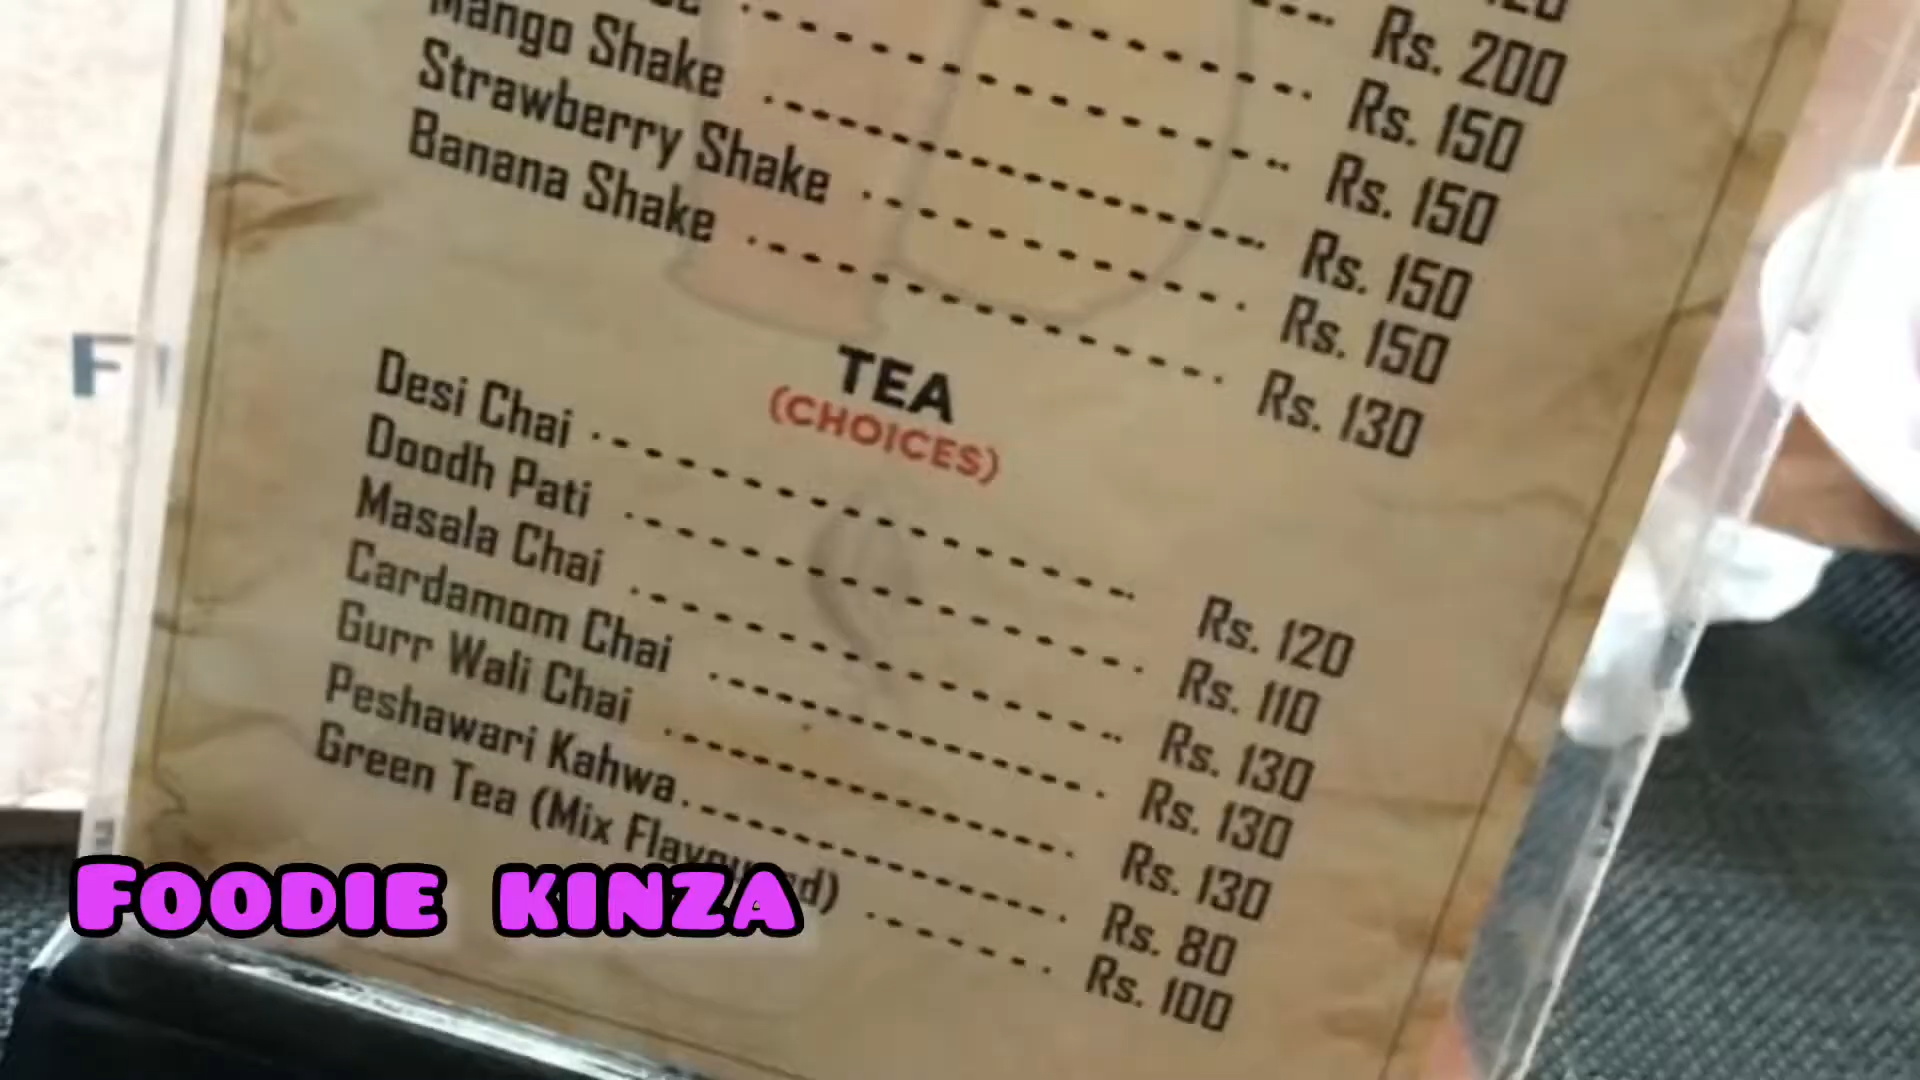 Rs. 200
Rs. 150
Rs. 150
Mango Shake Rs. 150
Strawberry Shake Rs. 150
Banana Shake Rs. 130
TEA
(CHOICES)
Desi Chai Rs. 120
Doodh Pati Rs. 110
Masala Chai Rs. 130
Cardamom Chai Rs. 130
Gurr Wali Chai Rs. 130
Peshawari Kahwa Rs. 80
Green Tea (Mix Flavoured) Rs. 100
FOODIE KINZA